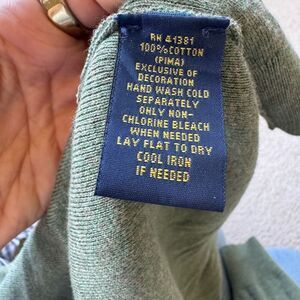 RN 41381
100% COTTON
(PIMA)
EXCLUSIVE OF
DECORATION
HAND WASH COLD
SEPARATELY
ONLY NON-
CHLORINE BLEACH
WHEN NEEDED
LAY FLAT TO DRY
COOL IRON
IF NEEDED